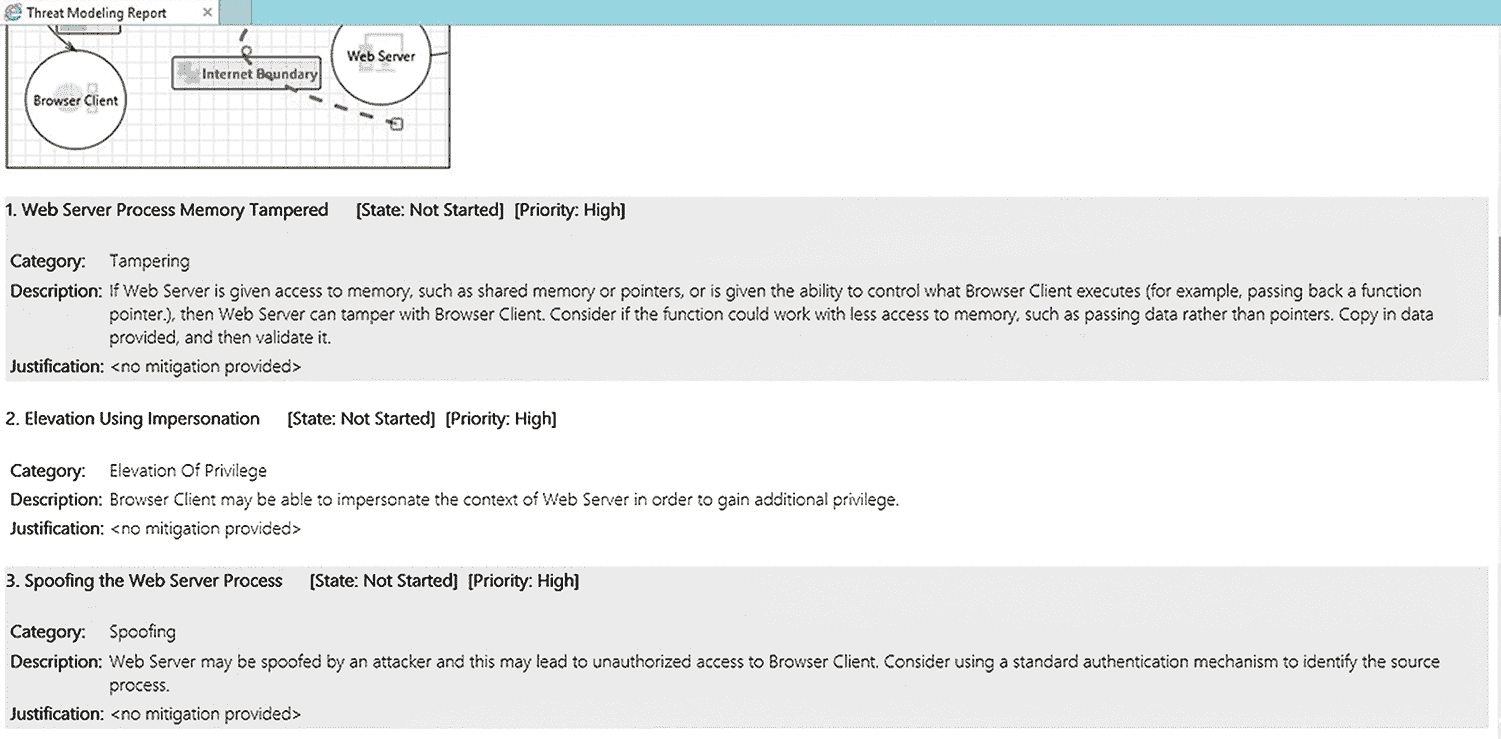 Threat Modeling Report
Web Server
Internet Boundary
Browser Client
1. Web Server Process Memory Tampered [State: Not Started] [Priority: High]
Category: Tampering
Description: If Web Server is given access to memory, such as shared memory or pointers, or is given the ability to control what Browser Client executes (for example, passing back a function
pointer.), then Web Server can tamper with Browser Client. Consider if the function could work with less access to memory, such as passing data rather than pointers. Copy in data
provided, and then validate it.
Justification: <no mitigation provided>
2. Elevation Using Impersonation [State: Not Started] [Priority: High]
Category: Elevation Of Privilege
Description: Browser Client may be able to impersonate the context of Web Server in order to gain additional privilege.
Justification: <no mitigation provided>
3. Spoofing the Web Server Process [State: Not Started] [Priority: High]
Category: Spoofing
Description: Web Server may be spoofed by an attacker and this may lead to unauthorized access to Browser Client. Consider using a standard authentication mechanism to identify the source
process.
Justification: <no mitigation provided>